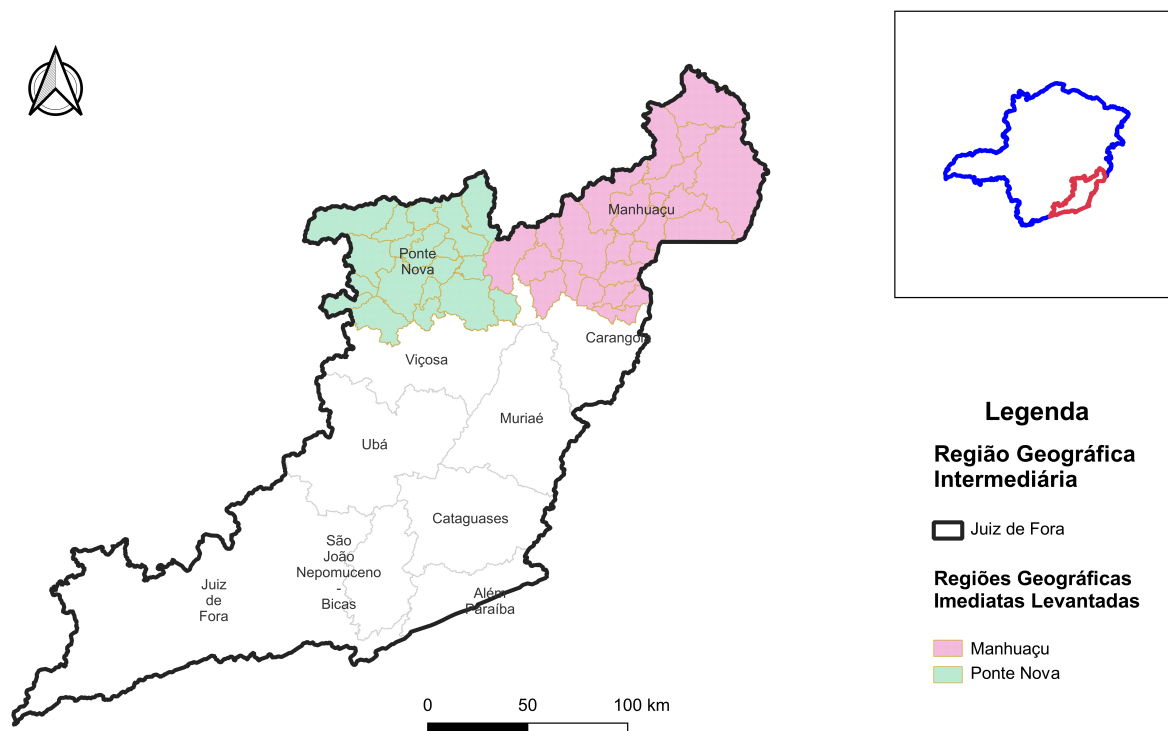 Manhuaçu
Ponte
Nova
Carangola
Viçosa
Muriaé
Ubá
Cataguases
São
João
Nepomuceno
-
Bicas
Juiz
de
Fora
Além
Paraíba
0 50 100 km
Legenda
Região Geográfica
Intermediária
Juiz de Fora
Regiões Geográficas
Imediatas Levantadas
Manhuaçu
Ponte Nova